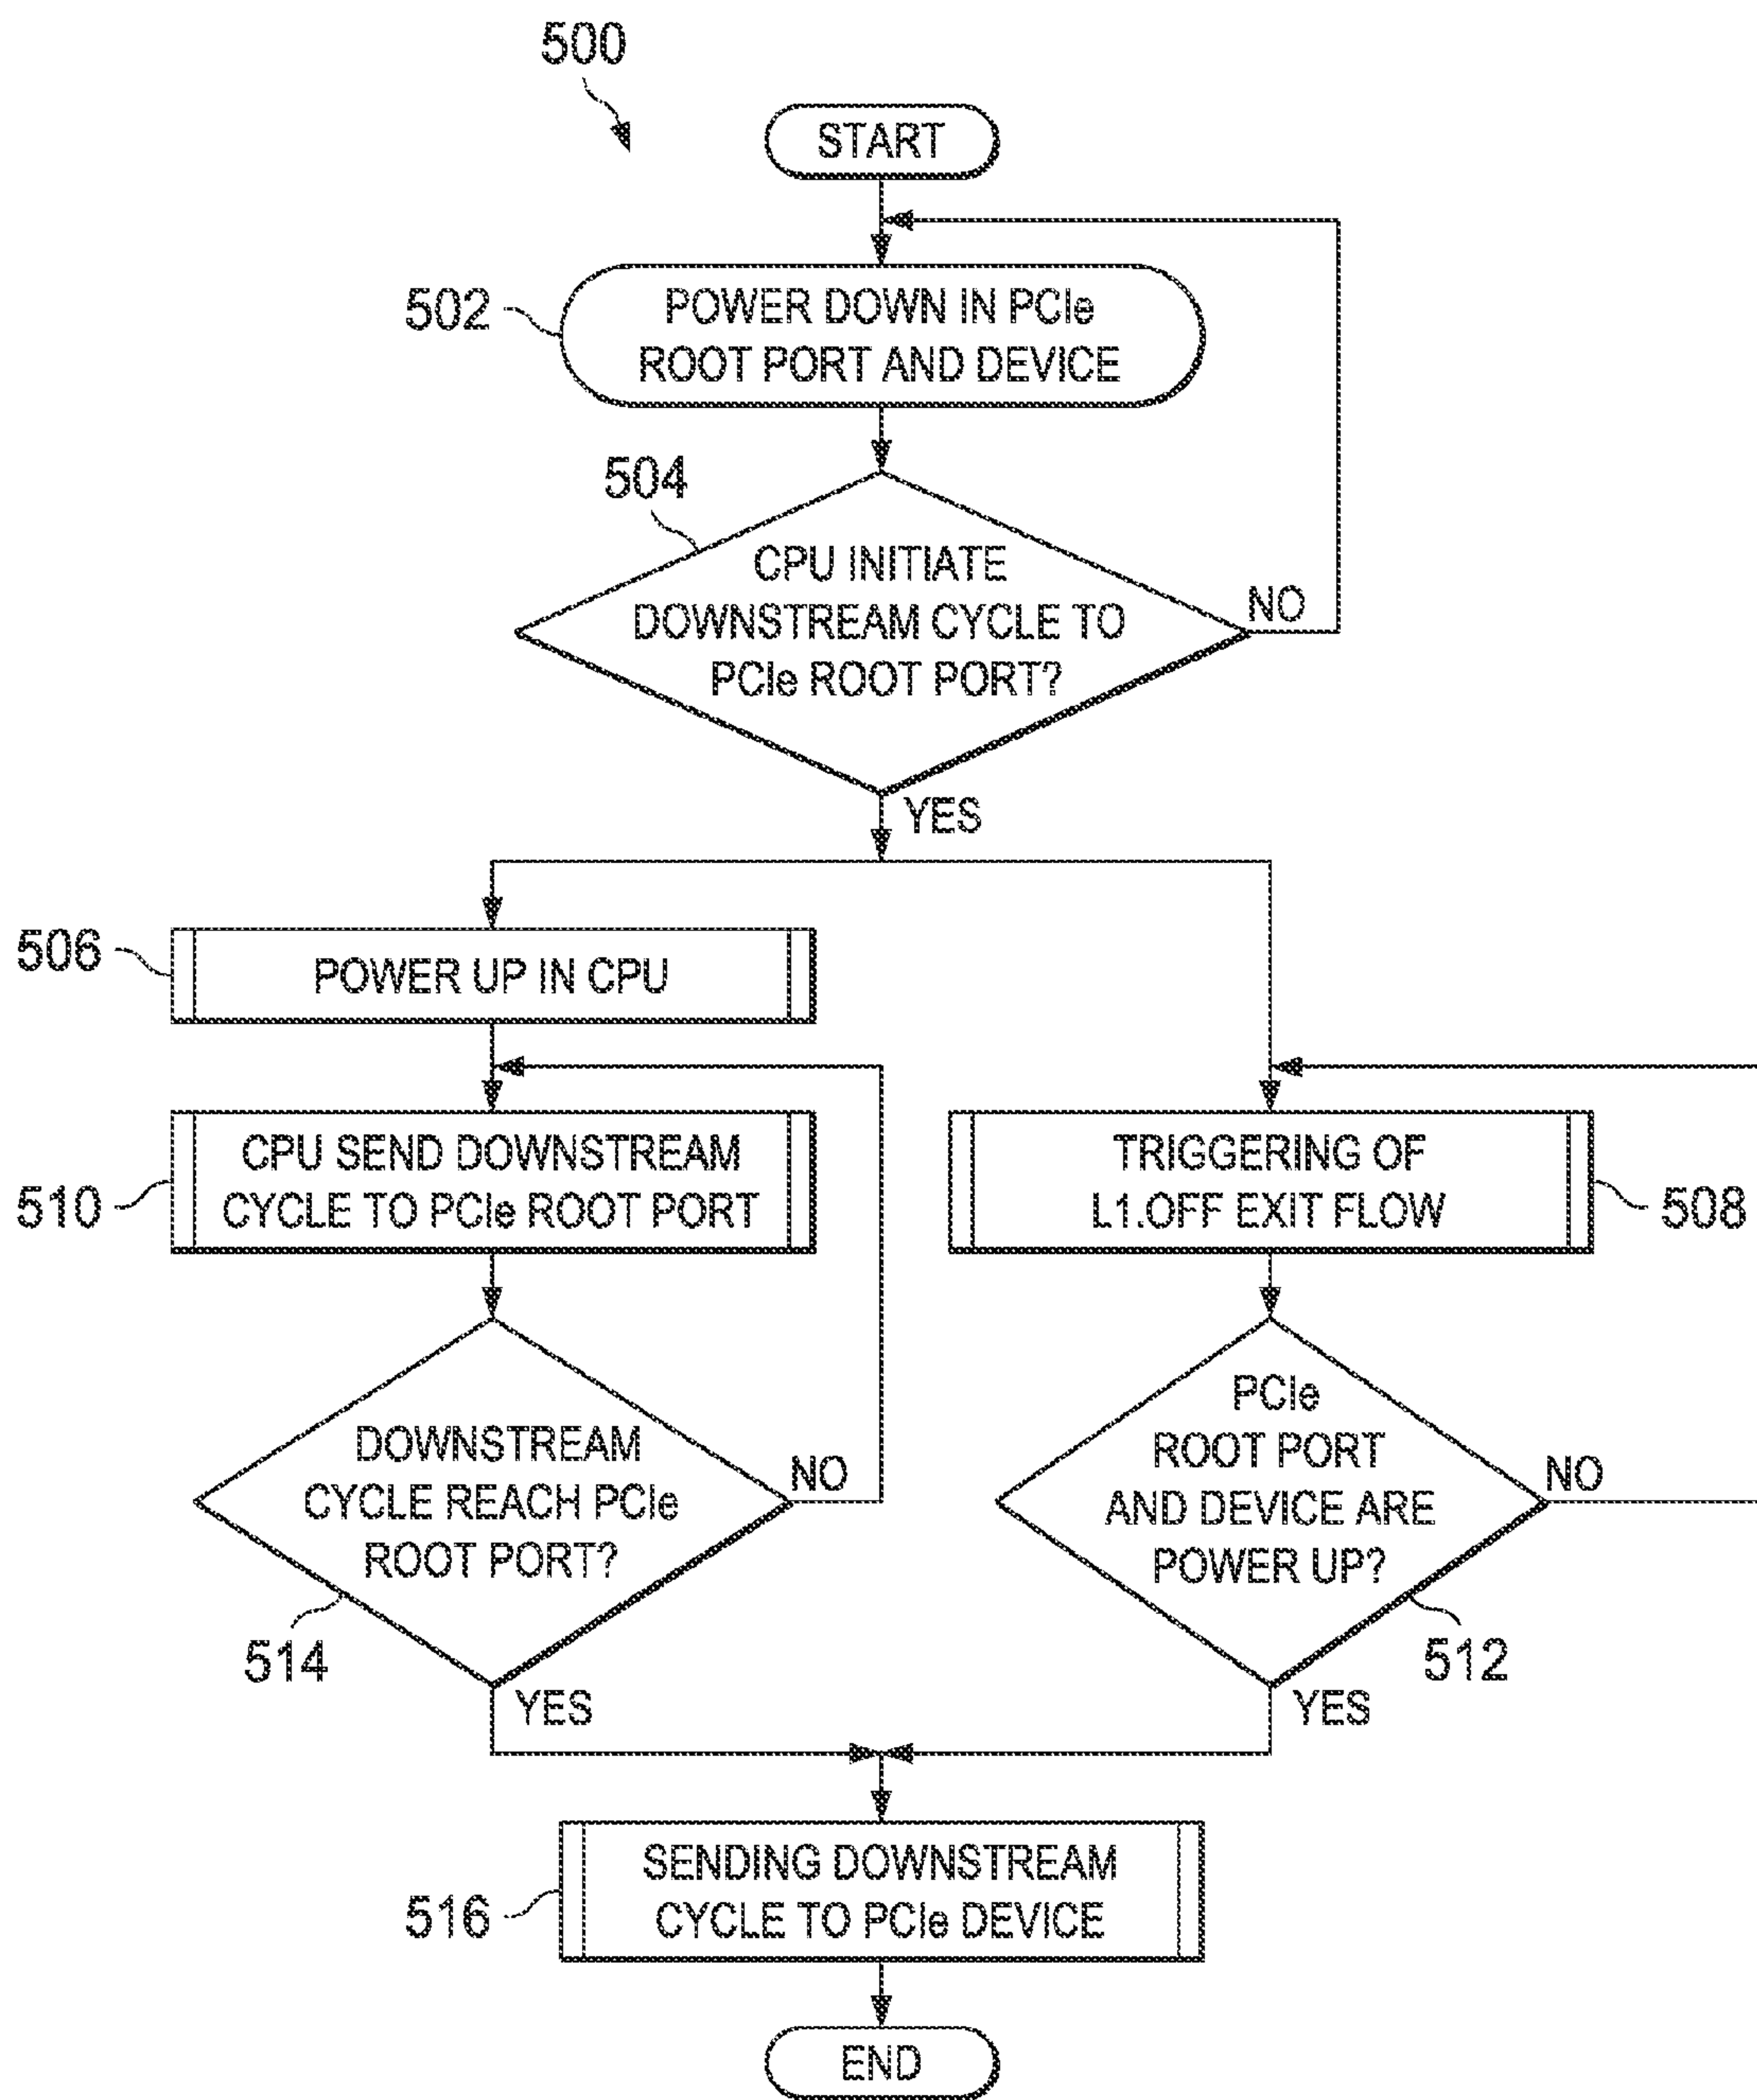 500
START
502
POWER DOWN IN PCIe
ROOT PORT AND DEVICE
504
CPU INITIATE
DOWNSTREAM CYCLE TO
PCIe ROOT PORT?
NO
YES
506
POWER UP IN CPU
510
CPU SEND DOWNSTREAM
CYCLE TO PCIe ROOT PORT
TRIGGERING OF
L1.OFF EXIT FLOW
508
DOWNSTREAM
CYCLE REACH PCIe
ROOT PORT?
NO
514
YES
PCIe
ROOT PORT
AND DEVICE ARE
POWER UP?
NO
512
YES
516
SENDING DOWNSTREAM
CYCLE TO PCIe DEVICE
END